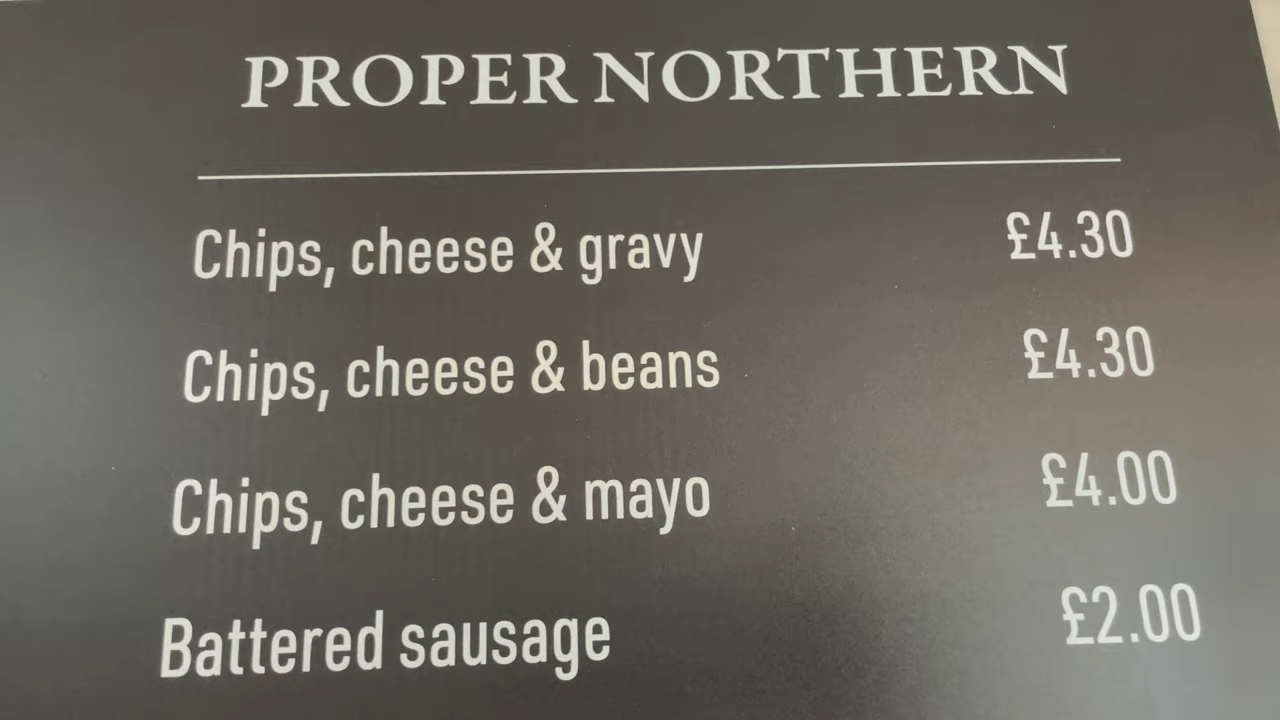 PROPER NORTHERN
Chips, cheese & gravy £4.30
Chips, cheese & beans £4.30
Chips, cheese & mayo £4.00
Battered sausage £2.00